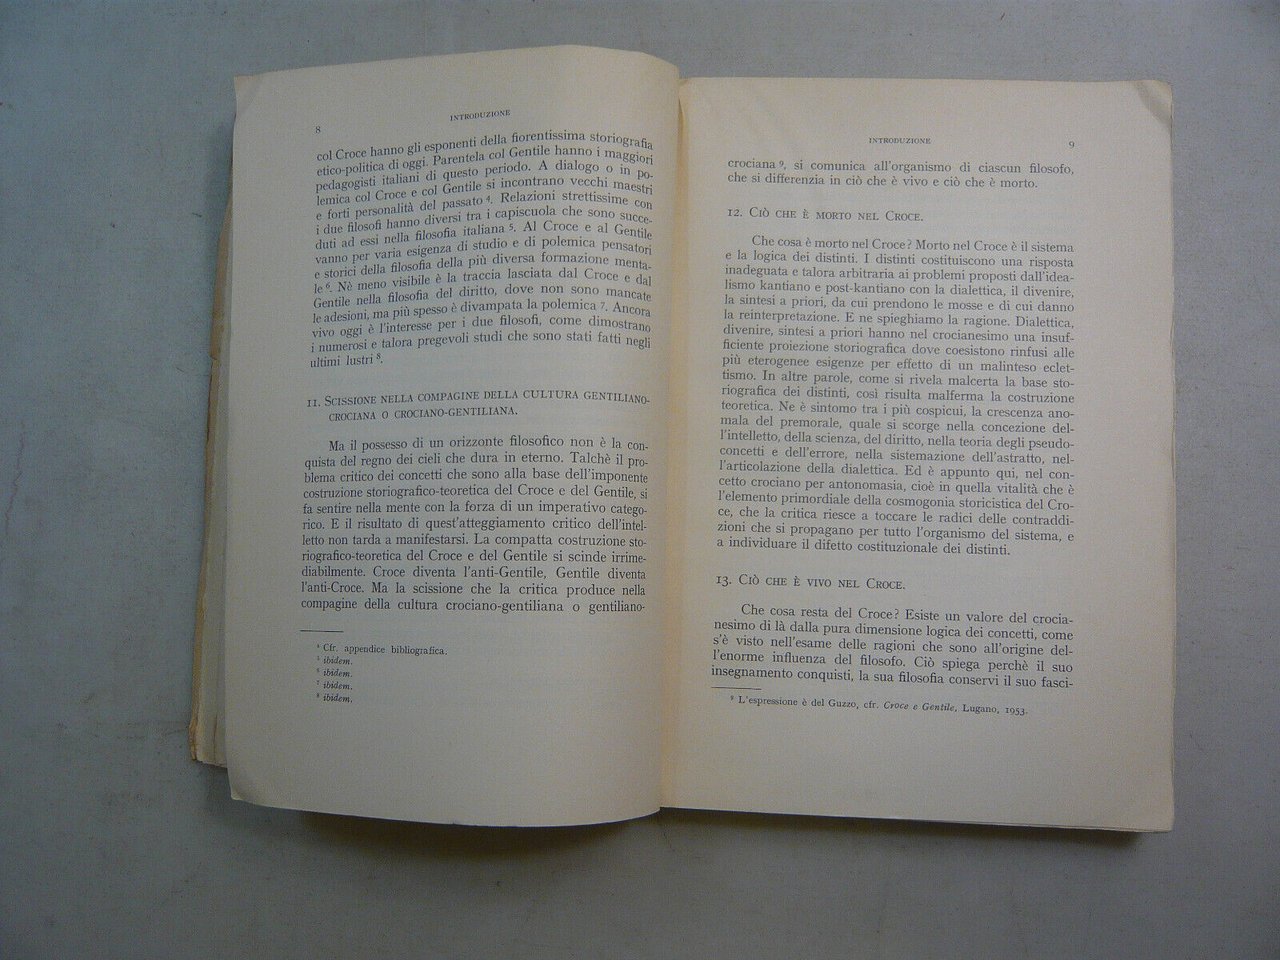 8
INTRODUZIONE
col Croce hanno gli esponenti della fiorentissima storiografia
etico-politica di oggi. Parentela col Gentile hanno i maggiori
pedagogisti italiani di questo periodo. A dialogo o in po-
lemica col Croce e col Gentile si incontrano vecchi maestri
e forti personalità del passato ⁴. Relazioni strettissime con
i due filosofi hanno diversi tra i capiscuola che sono succe-
duti ad essi nella filosofia italiana ⁵. Al Croce e al Gentile
vanno per varia esigenza di studio e di polemica pensatori
e storici della filosofia della più diversa formazione menta-
le ⁶. Nè meno visibile è la traccia lasciata dal Croce e dal
Gentile nella filosofia del diritto, dove non sono mancate
le adesioni, ma più spesso è divampata la polemica ⁷. Ancora
vivo oggi è l'interesse per i due filosofi, come dimostrano
i numerosi e talora pregevoli studi che sono stati fatti negli
ultimi lustri ⁸.
11. SCISSIONE NELLA COMPAGINE DELLA CULTURA GENTILIANO-
CROCIANA O CROCIANO-GENTILIANA.
Ma il possesso di un orizzonte filosofico non è la con-
quista del regno dei cieli che dura in eterno. Talchè il pro-
blema critico dei concetti che sono alla base dell'imponente
costruzione storiografico-teoretica del Croce e del Gentile, si
fa sentire nella mente con la forza di un imperativo catego-
rico. E il risultato di quest'atteggiamento critico dell'intel-
letto non tarda a manifestarsi. La compatta costruzione sto-
riografico-teoretica del Croce e del Gentile si scinde irrime-
diabilmente. Croce diventa l'anti-Gentile, Gentile diventa
l'anti-Croce. Ma la scissione che la critica produce nella
compagine della cultura crociano-gentiliana o gentiliano-
⁴ Cfr. appendice bibliografica.
⁵ ibidem.
⁶ ibidem.
⁷ ibidem.
⁸ ibidem.
INTRODUZIONE
9
crociana ⁹, si comunica all'organismo di ciascun filosofo,
che si differenzia in ciò che è vivo e ciò che è morto.
12. CIÒ CHE È MORTO NEL CROCE.
Che cosa è morto nel Croce? Morto nel Croce è il sistema
e la logica dei distinti. I distinti costituiscono una risposta
inadeguata e talora arbitraria ai problemi proposti dall'idea-
lismo kantiano e post-kantiano con la dialettica, il divenire,
la sintesi a priori, da cui prendono le mosse e di cui danno
la reinterpretazione. E ne spieghiamo la ragione. Dialettica,
divenire, sintesi a priori hanno nel crocianesimo una insuf-
ficiente proiezione storiografica dove coesistono rinfusi alle
più eterogenee esigenze per effetto di un malinteso eclet-
tismo. In altre parole, come si rivela malcerta la base sto-
riografica dei distinti, così risulta malferma la costruzione
teoretica. Ne è sintomo tra i più cospicui, la crescenza ano-
mala del premorale, quale si scorge nella concezione del-
l'intelletto, della scienza, del diritto, nella teoria degli pseudo-
concetti e dell'errore, nella sistemazione dell'astratto, nel-
l'articolazione della dialettica. Ed è appunto qui, nel con-
cetto crociano per antonomasia, cioè in quella vitalità che è
l'elemento primordiale della cosmogonia storicistica del Cro-
ce, che la critica riesce a toccare le radici delle contraddi-
zioni che si propagano per tutto l'organismo del sistema, e
a individuare il difetto costituzionale dei distinti.
13. CIÒ CHE È VIVO NEL CROCE.
Che cosa resta del Croce? Esiste un valore del crocia-
nesimo di là dalla pura dimensione logica dei concetti, come
s'è visto nell'esame delle ragioni che sono all'origine del-
l'enorme influenza del filosofo. Ciò spiega perchè il suo
insegnamento conquisti, la sua filosofia conservi il suo fasci-
⁹ L'espressione è del Guzzo, cfr. Croce e Gentile, Lugano, 1953.